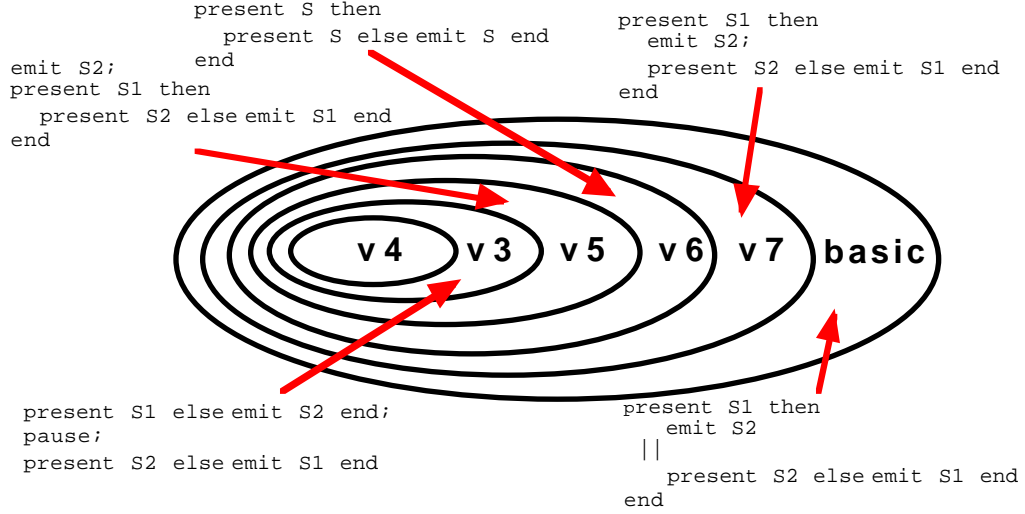 present S then
present S else emit S end
end
present S1 then
emit S2;
present S2 else emit S1 end
end
emit S2;
present S1 then
present S2 else emit S1 end
end
v4 v3 v5 v6 v7 basic
present S1 else emit S2 end;
pause;
present S2 else emit S1 end
present S1 then
emit S2
||
present S2 else emit S1 end
end